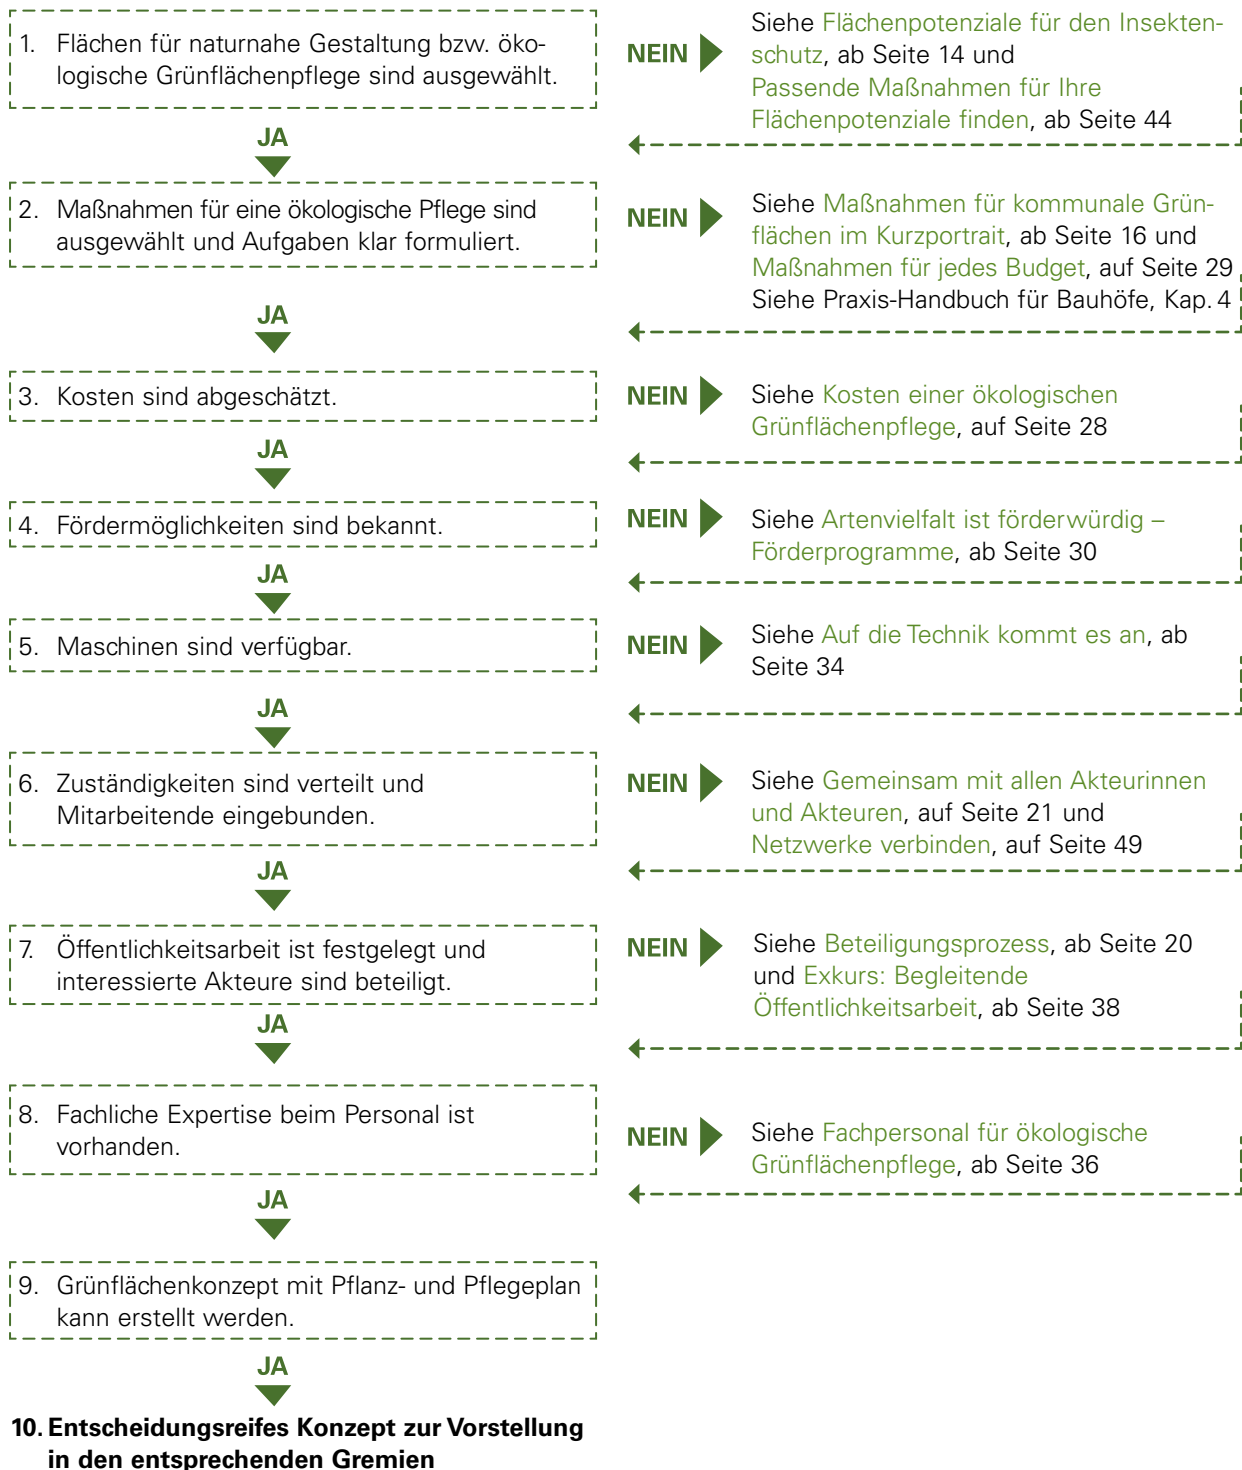 1. Flächen für naturnahe Gestaltung bzw. öko-
logische Grünflächenpflege sind ausgewählt.
NEIN
Siehe Flächenpotenziale für den Insekten-
schutz, ab Seite 14 und
Passende Maßnahmen für Ihre
Flächenpotenziale finden, ab Seite 44
JA
2. Maßnahmen für eine ökologische Pflege sind
ausgewählt und Aufgaben klar formuliert.
NEIN
Siehe Maßnahmen für kommunale Grün-
flächen im Kurzportrait, ab Seite 16 und
Maßnahmen für jedes Budget, auf Seite 29
Siehe Praxis-Handbuch für Bauhöfe, Kap. 4
JA
3. Kosten sind abgeschätzt.
NEIN
Siehe Kosten einer ökologischen
Grünflächenpflege, auf Seite 28
JA
4. Fördermöglichkeiten sind bekannt.
NEIN
Siehe Artenvielfalt ist förderwürdig –
Förderprogramme, ab Seite 30
JA
5. Maschinen sind verfügbar.
NEIN
Siehe Auf die Technik kommt es an, ab
Seite 34
JA
6. Zuständigkeiten sind verteilt und
Mitarbeitende eingebunden.
NEIN
Siehe Gemeinsam mit allen Akteurinnen
und Akteuren, auf Seite 21 und
Netzwerke verbinden, auf Seite 49
JA
7. Öffentlichkeitsarbeit ist festgelegt und
interessierte Akteure sind beteiligt.
NEIN
Siehe Beteiligungsprozess, ab Seite 20
und Exkurs: Begleitende
Öffentlichkeitsarbeit, ab Seite 38
JA
8. Fachliche Expertise beim Personal ist
vorhanden.
NEIN
Siehe Fachpersonal für ökologische
Grünflächenpflege, ab Seite 36
JA
9. Grünflächenkonzept mit Pflanz- und Pflegeplan
kann erstellt werden.
JA
10. Entscheidungsreifes Konzept zur Vorstellung
in den entsprechenden Gremien